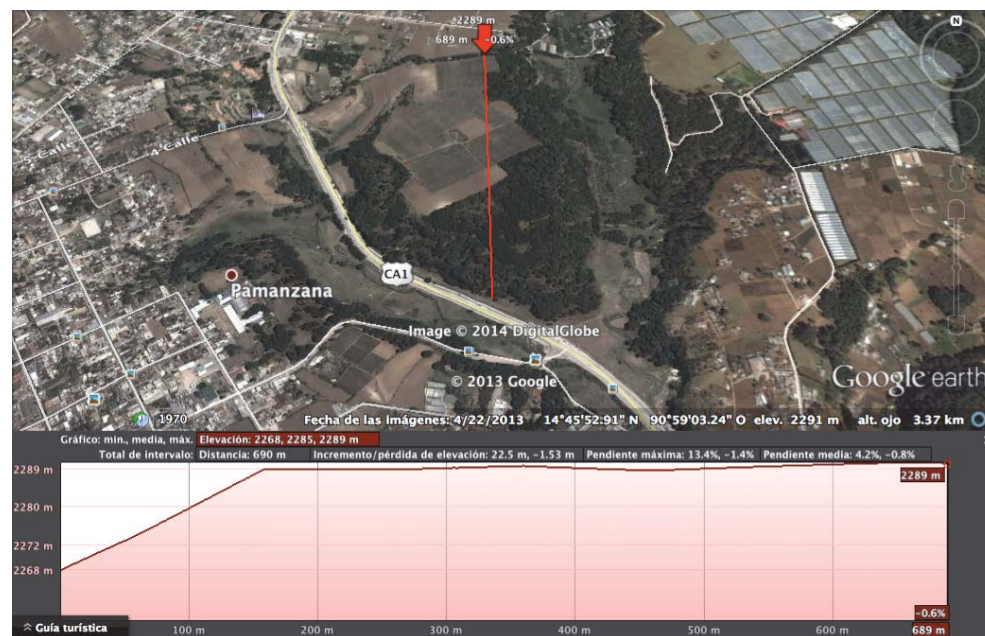 2289 m
689 m -0.6%
N
5 Calle
4 Calle
CA1
Pamanzana
Image © 2014 DigitalGlobe
© 2013 Google
Google earth
1970
Fecha de las imágenes: 4/22/2013 14°45'52.91" N 90°59'03.24" O elev. 2291 m alt. ojo 3.37 km
Gráfico: min., media, máx. Elevación: 2268, 2285, 2289 m
Total de intervalo: Distancia: 690 m Incremento/pérdida de elevación: 22.5 m, -1.53 m Pendiente máxima: 13.4%, -1.4% Pendiente media: 4.2%, -0.8%
2289 m
2289 m
2280 m
2272 m
2268 m
-0.6%
Guía turística 100 m 200 m 300 m 400 m 500 m 600 m 689 m